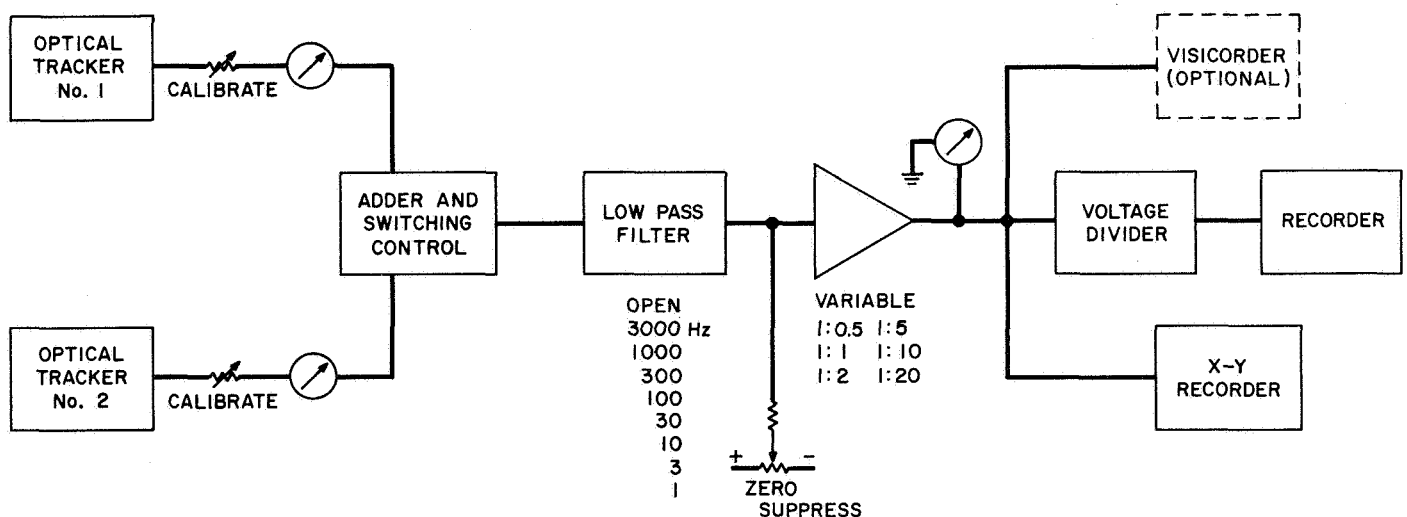 OPTICAL
TRACKER
No. 1
CALIBRATE
VISICORDER
(OPTIONAL)
ADDER AND
SWITCHING
CONTROL
LOW PASS
FILTER
VOLTAGE
DIVIDER
RECORDER
OPEN
3000 Hz
1000
300
100
30
10
3
1
VARIABLE
1:0.5 1:5
1:1 1:10
1:2 1:20
OPTICAL
TRACKER
No. 2
CALIBRATE
X-Y
RECORDER
+ -
ZERO
SUPPRESS